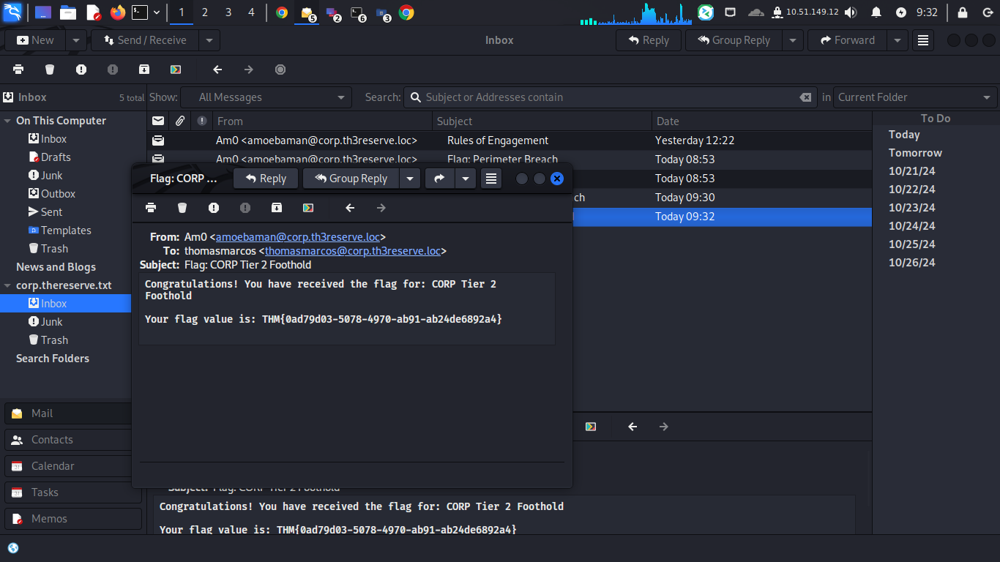 1 2 3 4 5 2 6 3 10.51.149.12 9:32
New Send / Receive Inbox Reply Group Reply Forward
Inbox 5 total Show: All Messages Search: Subject or Addresses contain in Current Folder
On This Computer
Inbox
Drafts
Junk
Outbox
Sent
Templates
Trash
News and Blogs
corp.thereserve.txt
Inbox
Junk
Trash
Search Folders
Mail
Contacts
Calendar
Tasks
Memos
From Subject Date
Am0 <amoebaman@corp.th3reserve.loc> Rules of Engagement Yesterday 12:22
Am0 <amoebaman@corp.th3reserve.loc> Flag: Perimeter Breach Today 08:53
Today 08:53
ch Today 09:30
Today 09:32
Flag: CORP ... Reply Group Reply
From: Am0 <amoebaman@corp.th3reserve.loc>
To: thomasmarcos <thomasmarcos@corp.th3reserve.loc>
Subject: Flag: CORP Tier 2 Foothold
Congratulations! You have received the flag for: CORP Tier 2
Foothold
Your flag value is: THM{0ad79d03-5078-4970-ab91-ab24de6892a4}
Subject: Flag: CORP Tier 2 Foothold
Congratulations! You have received the flag for: CORP Tier 2 Foothold
Your flag value is: THM{0ad79d03-5078-4970-ab91-ab24de6892a4}
To Do
Today
Tomorrow
10/21/24
10/22/24
10/23/24
10/24/24
10/25/24
10/26/24